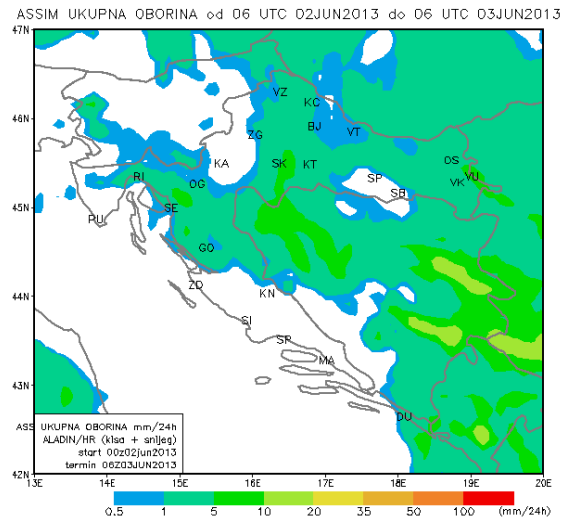 ASSIM UKUPNA OBORINA od 06 UTC 02JUN2013 do 06 UTC 03JUN2013
47N
VZ
KC
46N
ZG
BJ
VT
KA
SK
KT
OS
RI
OG
SP
SB
VK
VU
45N
PU
SE
GO
ZD
KN
44N
SI
SP
MA
43N
DU
ASS UKUPNA OBORINA mm/24h
ALADIN/HR (kisa + snijeg)
start 00z02jun2013
termin 06Z03JUN2013
42N
13E 14E 15E 16E 17E 18E 19E 20E
0.5 1 5 10 20 35 50 100 (mm/24h)